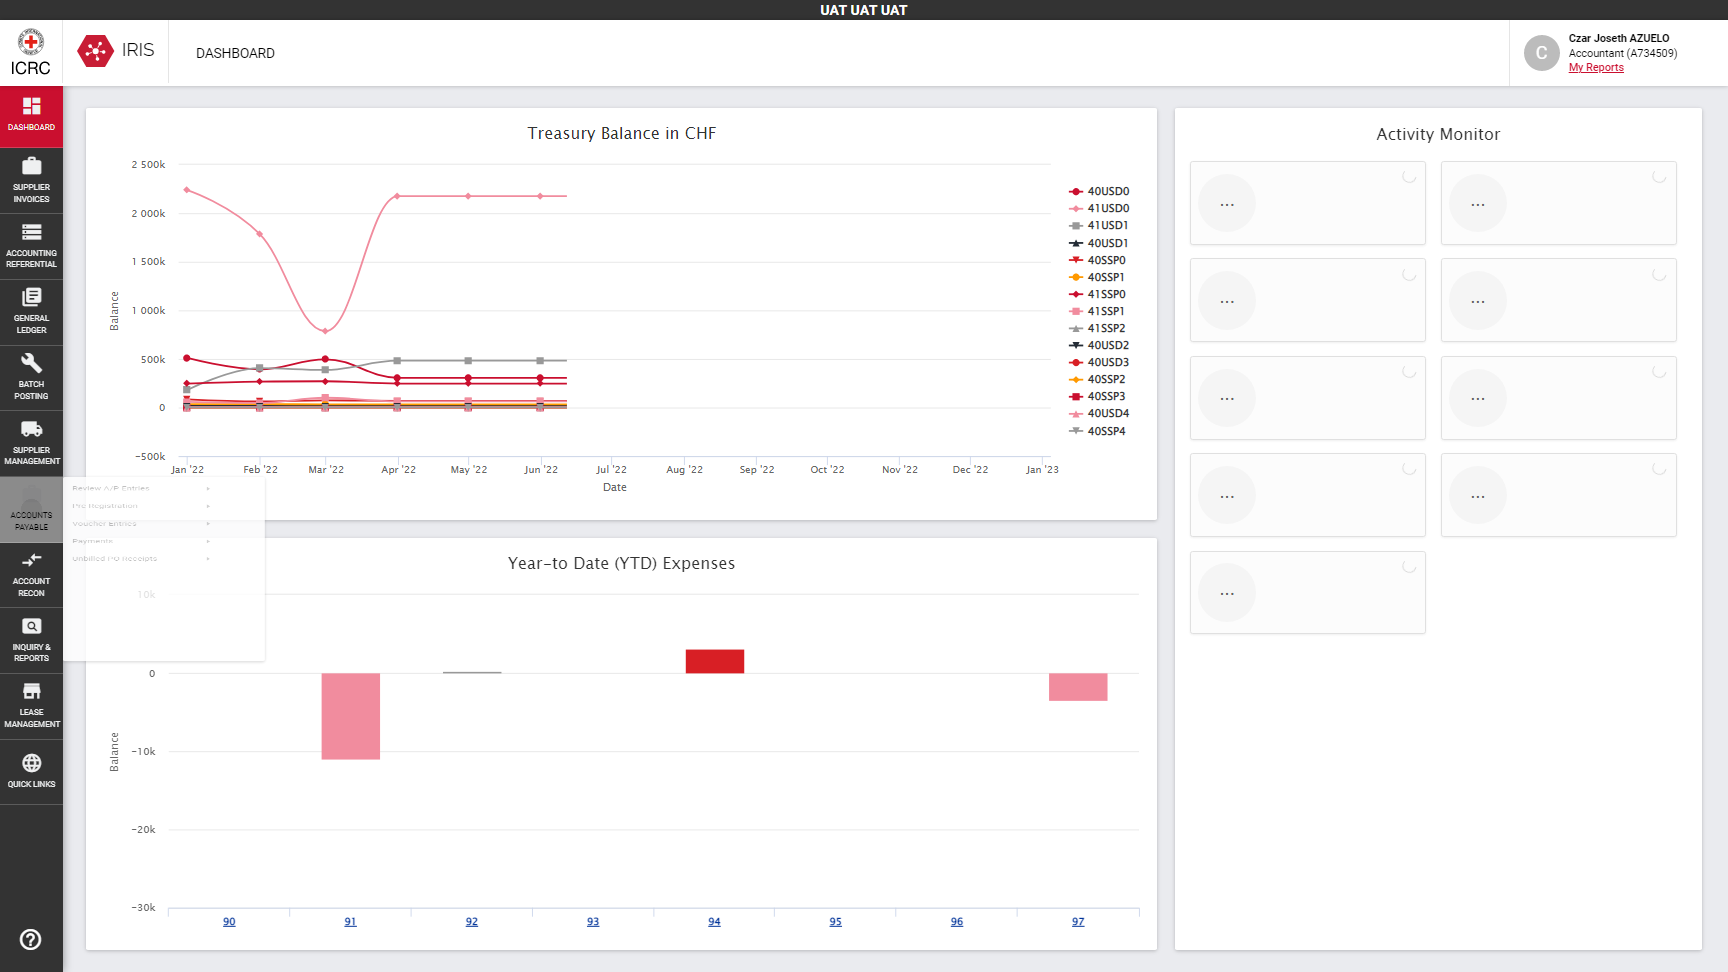 UAT UAT UAT
ICRC
IRIS
DASHBOARD
Czar Joseth AZUELO
Accountant (A734509)
My Reports
C
DASHBOARD
SUPPLIER
INVOICES
ACCOUNTING
REFERENTIAL
GENERAL
LEDGER
BATCH
POSTING
SUPPLIER
MANAGEMENT
ACCOUNTS
PAYABLE
ACCOUNT
RECON
INQUIRY &
REPORTS
LEASE
MANAGEMENT
QUICK LINKS
Review A/P Entries
Pre Registration
Voucher Entries
Payments
Unbilled PO Receipts
Treasury Balance in CHF
2 500k
2 000k
1 500k
1 000k
500k
0
-500k
Balance
Jan '22
Feb '22
Mar '22
Apr '22
May '22
Jun '22
Jul '22
Aug '22
Sep '22
Oct '22
Nov '22
Dec '22
Jan '23
Date
40USD0
41USD0
41USD1
40USD1
40SSP0
40SSP1
41SSP0
41SSP1
41SSP2
40USD2
40USD3
40SSP2
40SSP3
40USD4
40SSP4
Year-to Date (YTD) Expenses
10k
0
-10k
-20k
-30k
Balance
90
91
92
93
94
95
96
97
Activity Monitor
...
...
...
...
...
...
...
...
...